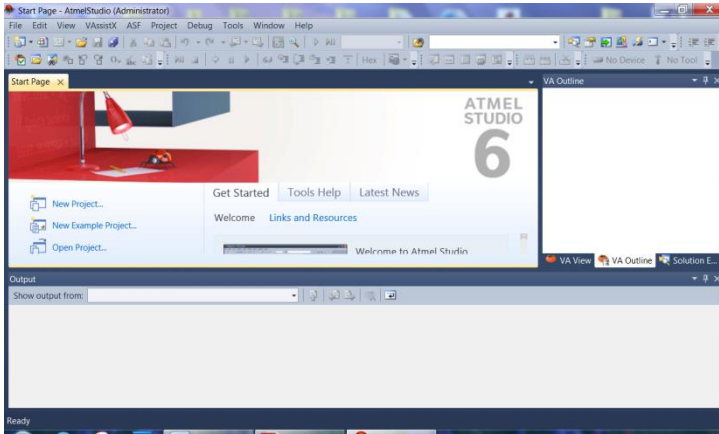 Start Page - AtmelStudio (Administrator)
File Edit View VAssistX ASF Project Debug Tools Window Help
Hex No Device No Tool
Start Page
VA Outline
ATMEL
STUDIO
6
Get Started Tools Help Latest News
New Project...
Welcome Links and Resources
New Example Project...
Open Project...
Welcome to Atmel Studio
VA View VA Outline Solution E...
Output
Show output from:
Ready